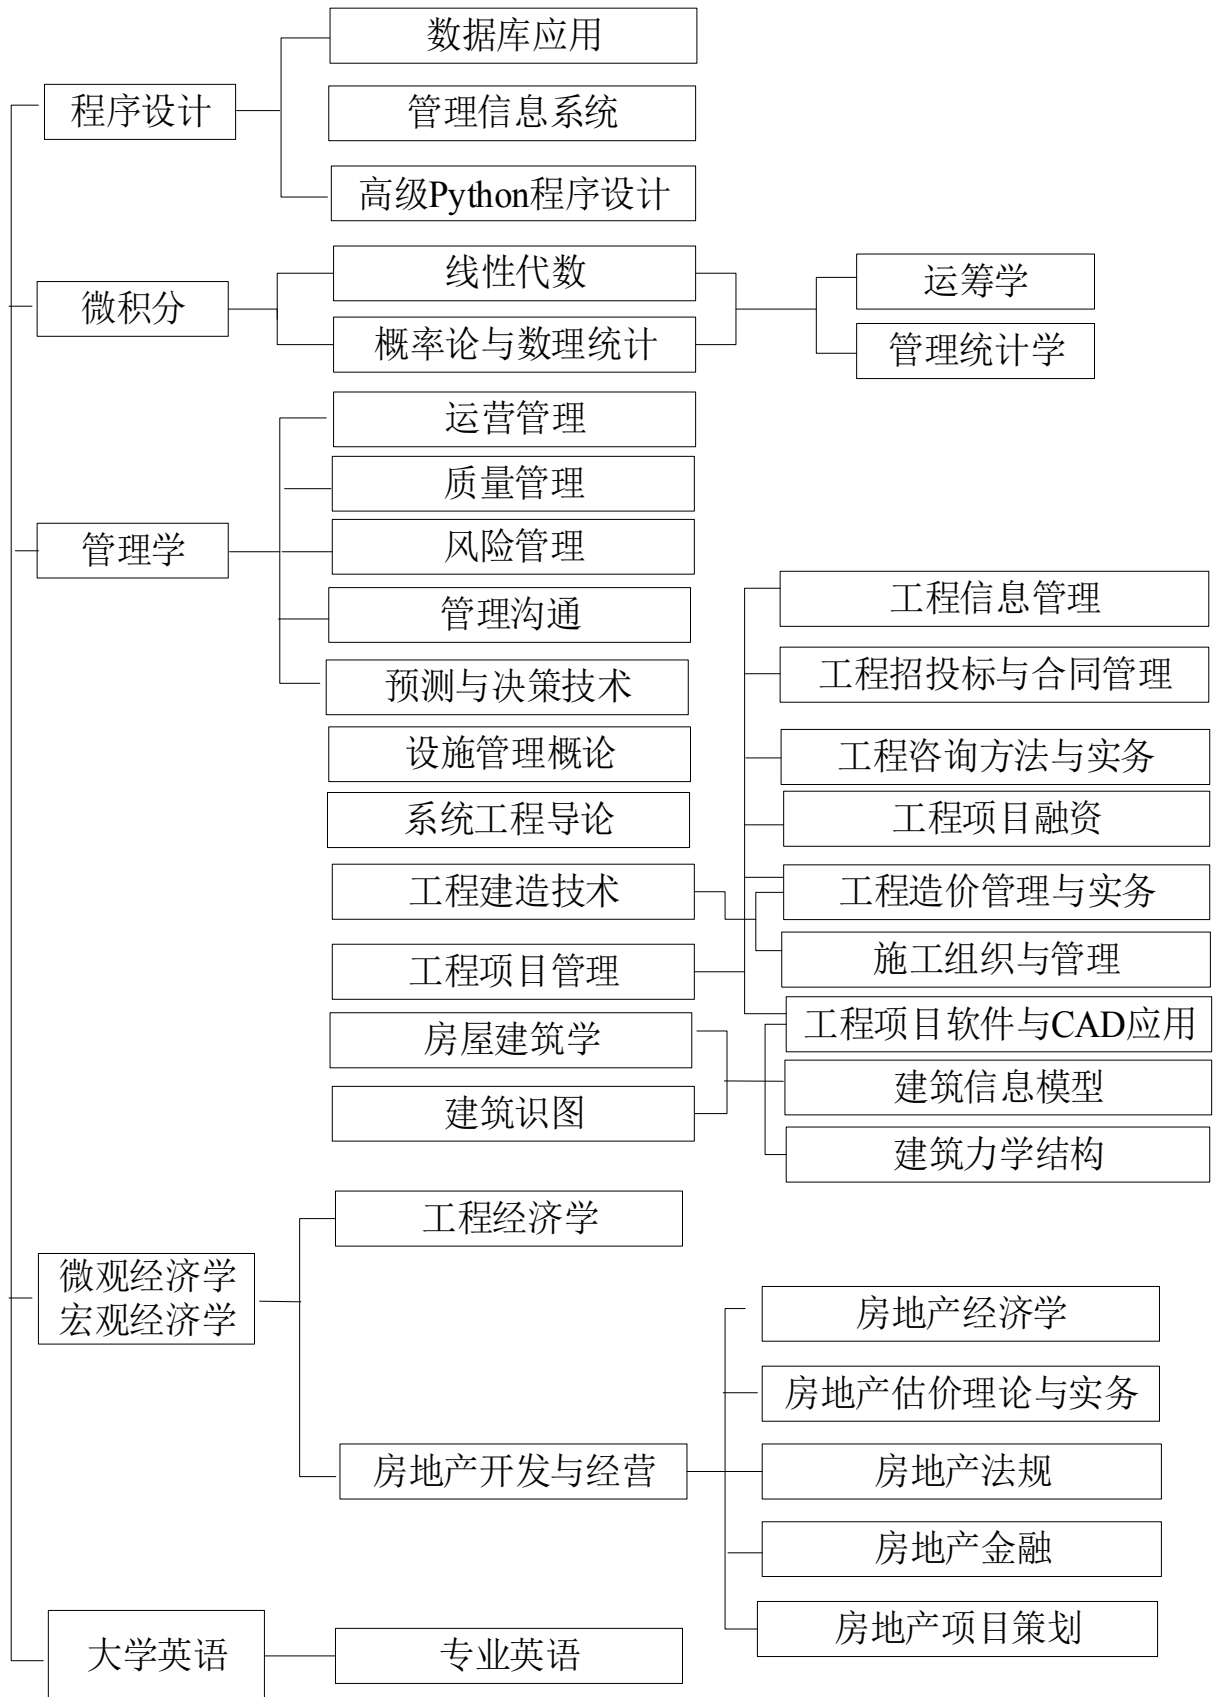 数据库应用
程序设计
管理信息系统
高级Python程序设计
线性代数
运筹学
微积分
概率论与数理统计
管理统计学
运营管理
质量管理
管理学
风险管理
工程信息管理
管理沟通
工程招投标与合同管理
预测与决策技术
设施管理概论
工程咨询方法与实务
系统工程导论
工程项目融资
工程建造技术
工程造价管理与实务
工程项目管理
施工组织与管理
房屋建筑学
工程项目软件与CAD应用
建筑信息模型
建筑识图
建筑力学结构
工程经济学
微观经济学
宏观经济学
房地产经济学
房地产估价理论与实务
房地产开发与经营
房地产法规
房地产金融
房地产项目策划
大学英语
专业英语